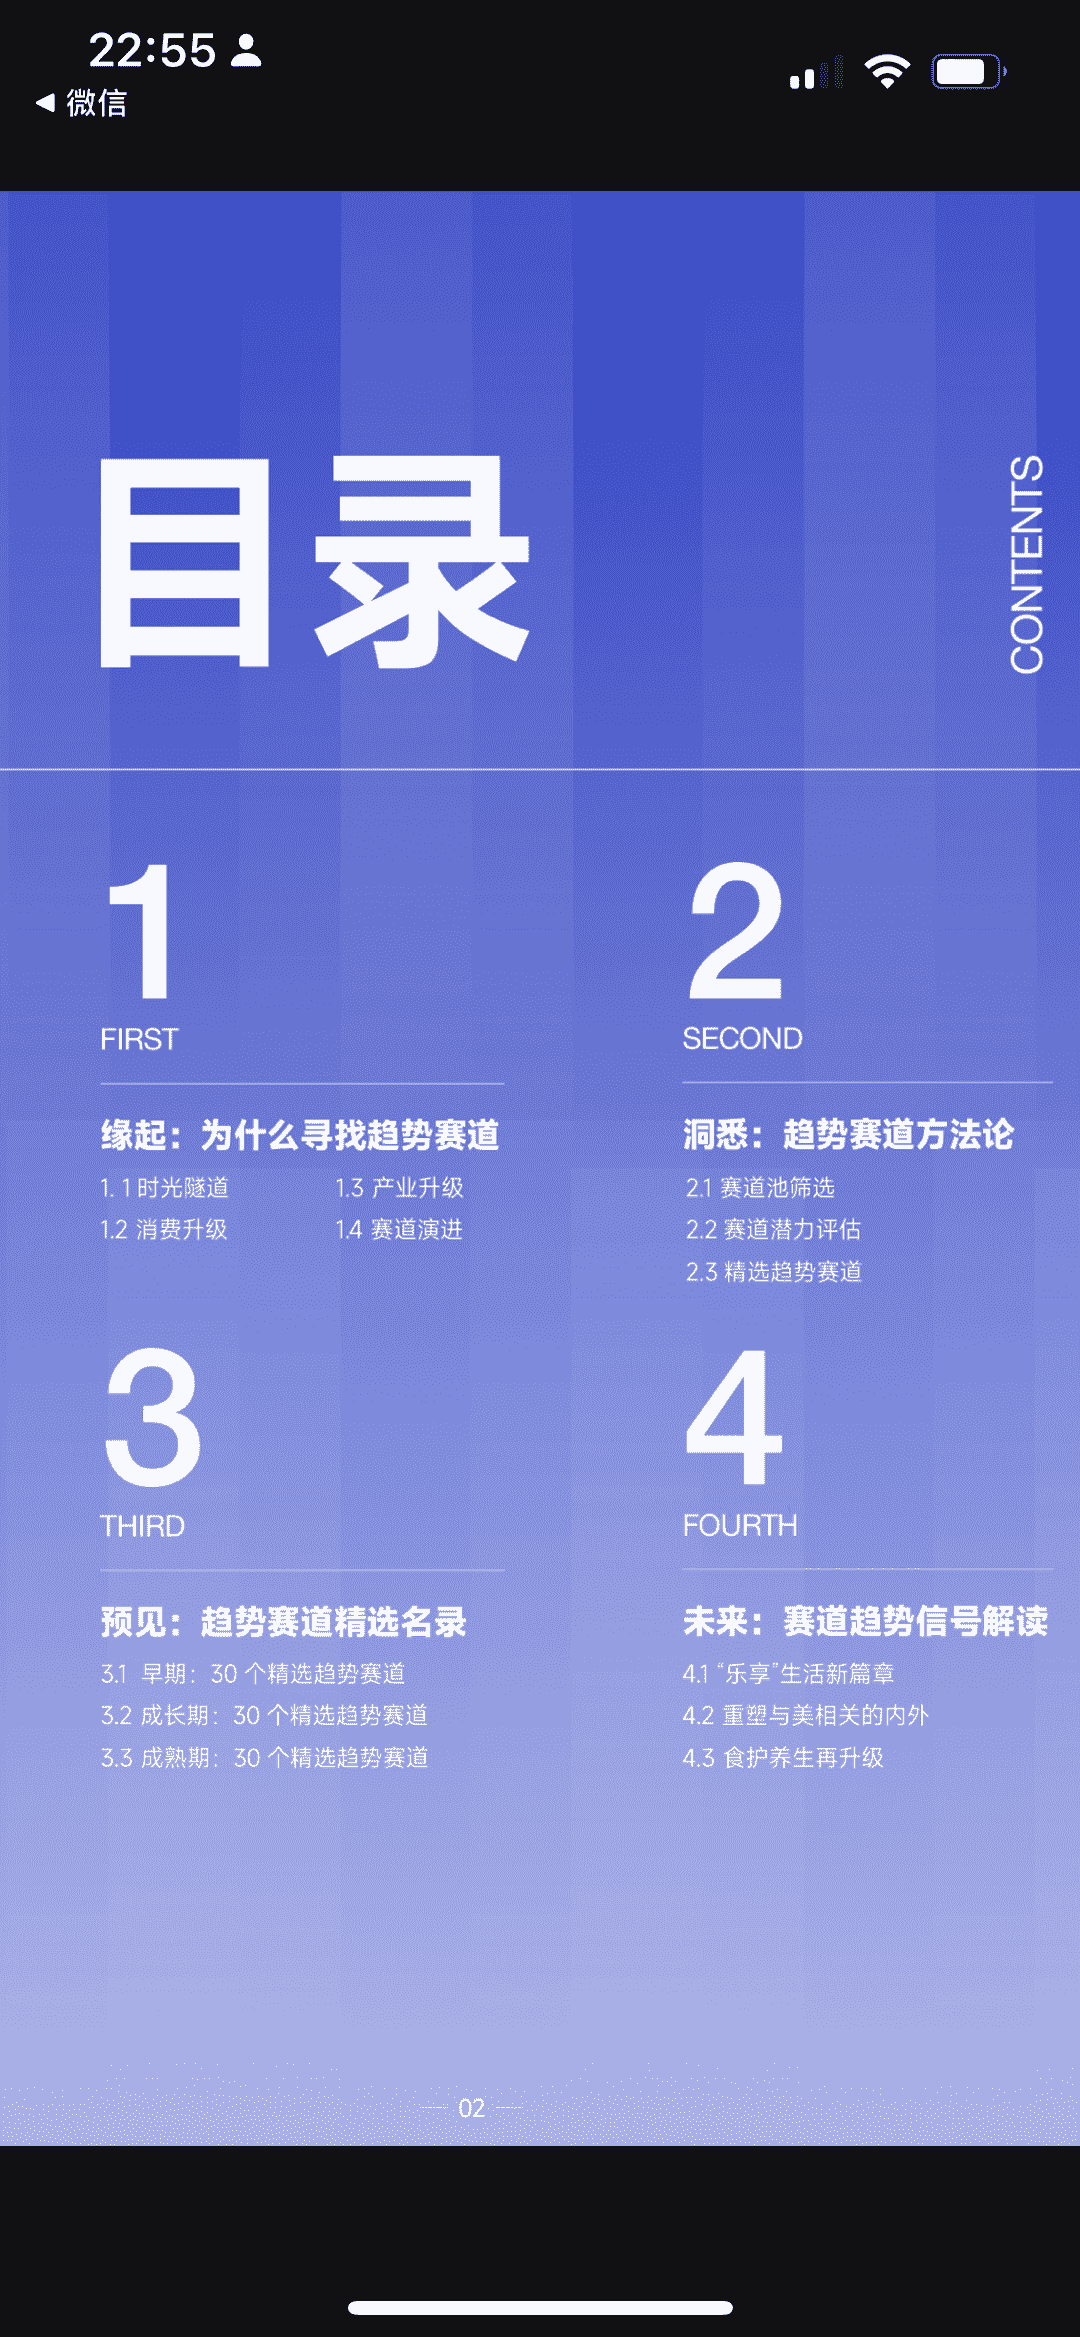 22:55
微信
目录
CONTENTS
1
FIRST
缘起：为什么寻找趋势赛道
1. 1 时光隧道
1.2 消费升级
1.3 产业升级
1.4 赛道演进
2
SECOND
洞悉：趋势赛道方法论
2.1 赛道池筛选
2.2 赛道潜力评估
2.3 精选趋势赛道
3
THIRD
预见：趋势赛道精选名录
3.1 早期：30 个精选趋势赛道
3.2 成长期：30 个精选趋势赛道
3.3 成熟期：30 个精选趋势赛道
4
FOURTH
未来：赛道趋势信号解读
4.1 “乐享”生活新篇章
4.2 重塑与美相关的内外
4.3 食护养生再升级
02